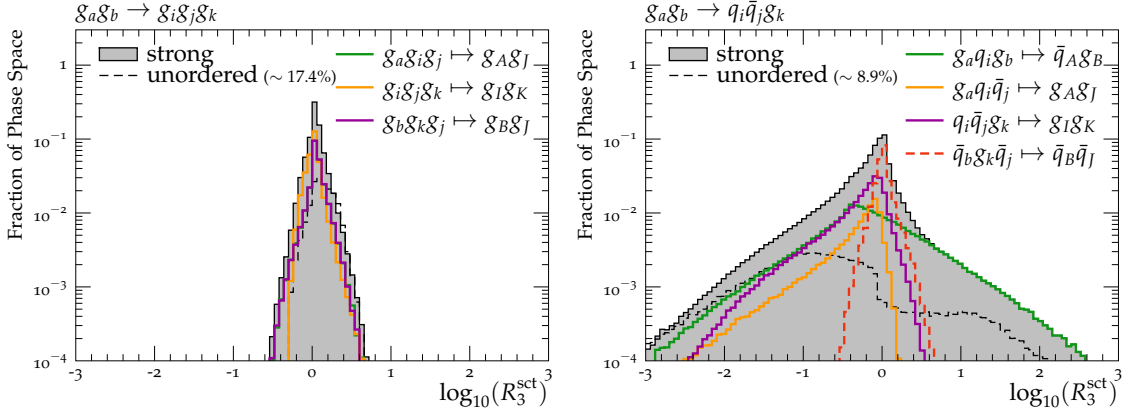 g_a g_b → g_i g_j g_k
strong
unordered (∼ 17.4%)
g_a g_i g_j ↦ g_A g_J
g_i g_j g_k ↦ g_I g_K
g_b g_k g_j ↦ g_B g_J
Fraction of Phase Space
1
10^−1
10^−2
10^−3
10^−4
-3 -2 -1 0 1 2 3
log_10(R_3^sct)
g_a g_b → q_i q̄_j g_k
strong
unordered (∼ 8.9%)
g_a q_i g_b ↦ q̄_A g_B
g_a q_i q̄_j ↦ g_A g_J
q_i q̄_j g_k ↦ g_I g_K
q̄_b g_k q̄_j ↦ q̄_B q̄_J
Fraction of Phase Space
1
10^−1
10^−2
10^−3
10^−4
-3 -2 -1 0 1 2 3
log_10(R_3^sct)